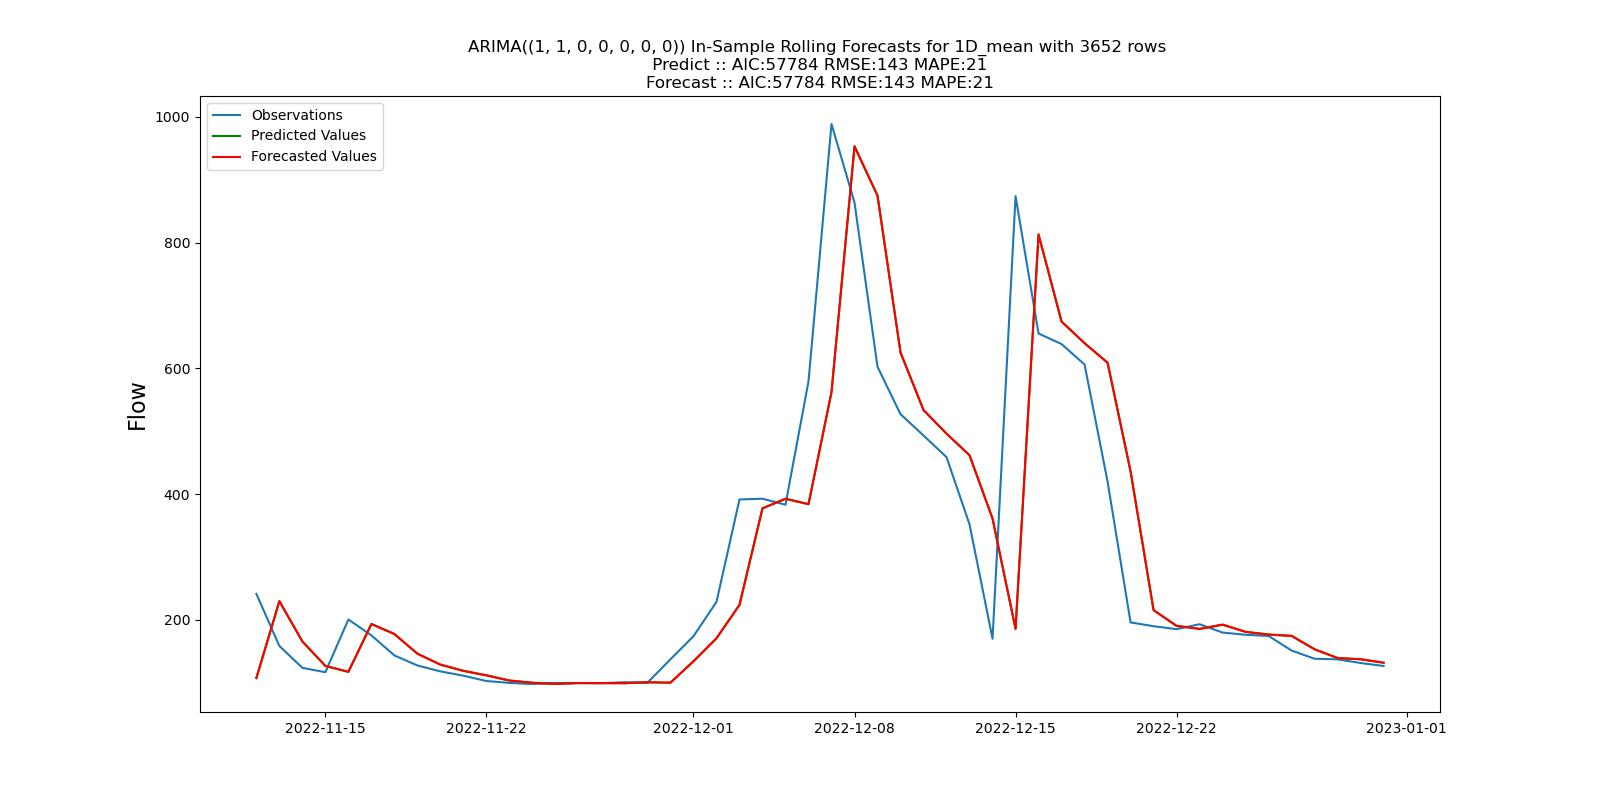 ARIMA((1, 1, 0, 0, 0, 0, 0)) In-Sample Rolling Forecasts for 1D_mean with 3652 rows
Predict :: AIC:57784 RMSE:143 MAPE:21
Forecast :: AIC:57784 RMSE:143 MAPE:21
Observations
Predicted Values
Forecasted Values
1000
800
600
400
200
Flow
2022-11-15
2022-11-22
2022-12-01
2022-12-08
2022-12-15
2022-12-22
2023-01-01